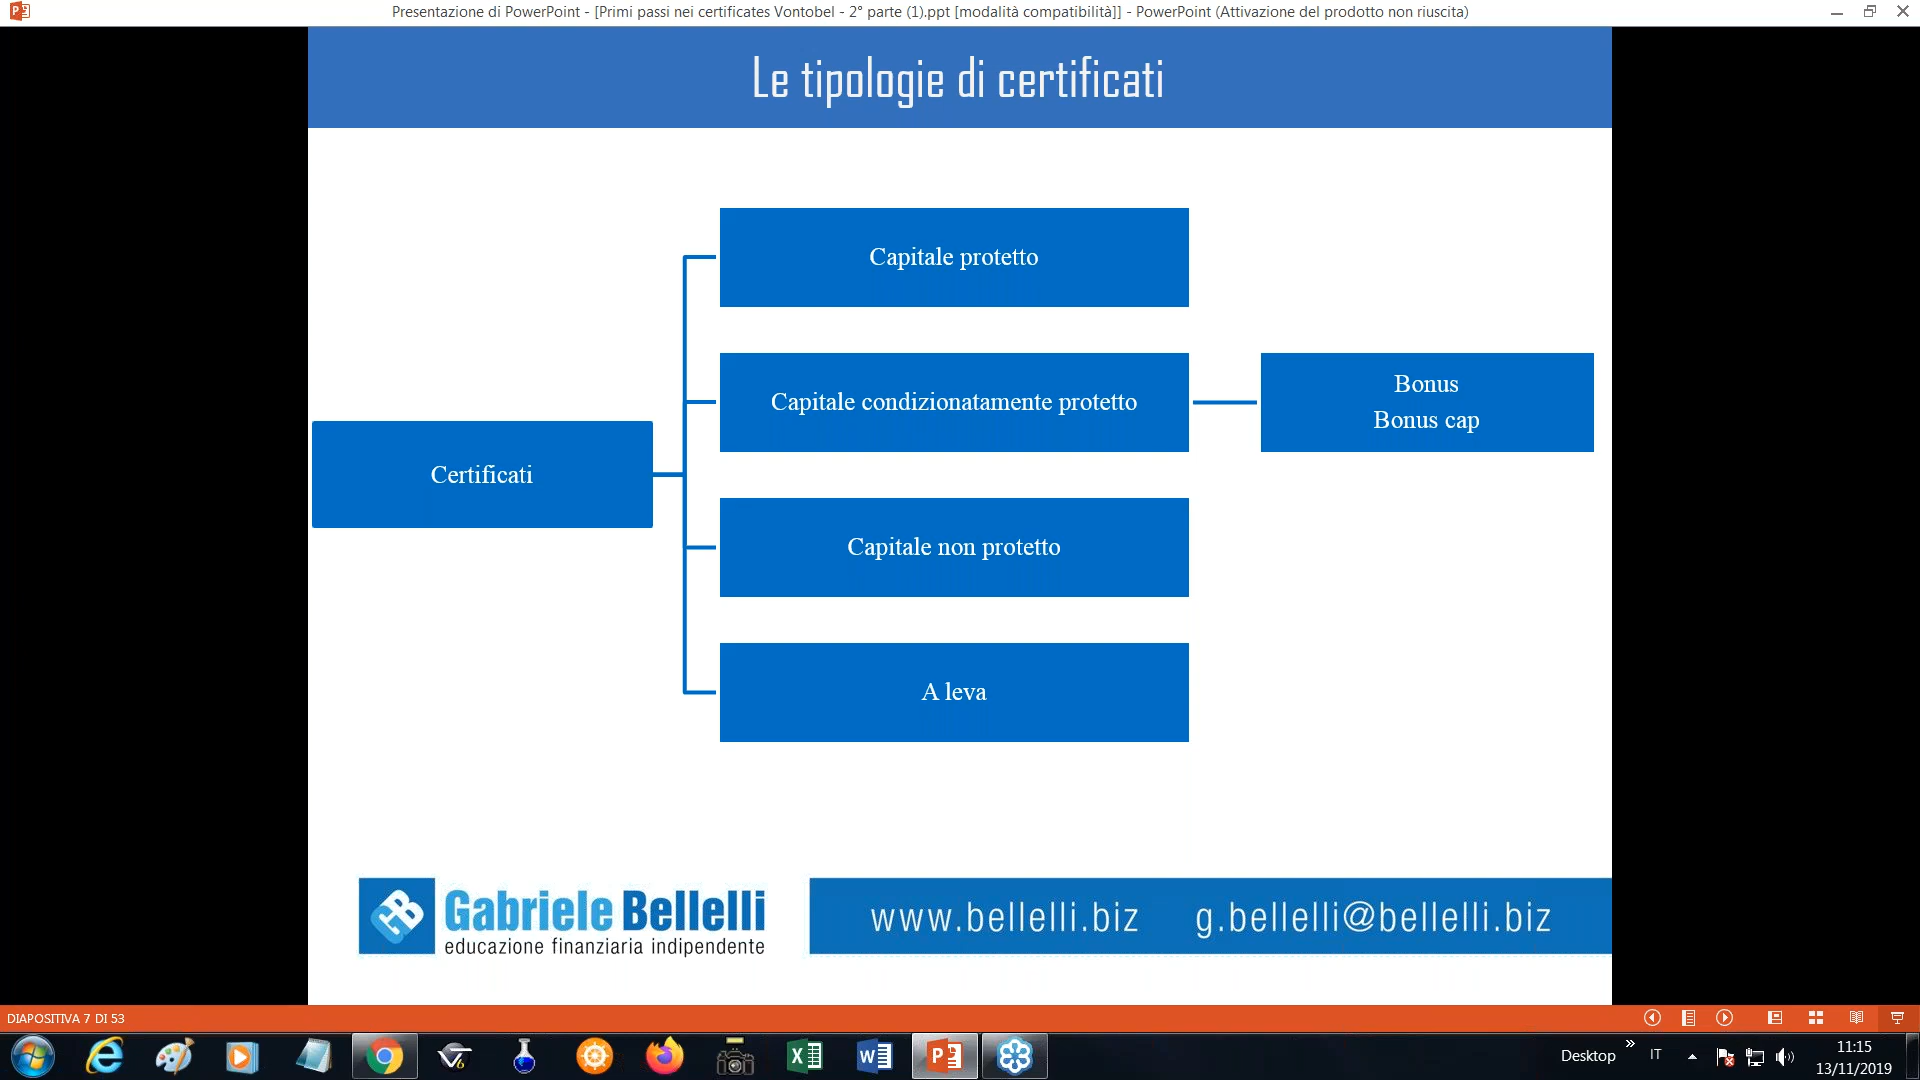 Presentazione di PowerPoint - [Primi passi nei certificates Vontobel - 2° parte (1).ppt [modalità compatibilità]] - PowerPoint (Attivazione del prodotto non riuscita)
Le tipologie di certificati
Capitale protetto
Capitale condizionatamente protetto
Bonus
Bonus cap
Certificati
Capitale non protetto
A leva
Gabriele Bellelli
educazione finanziaria indipendente
www.bellelli.biz g.bellelli@bellelli.biz
DIAPOSITIVA 7 DI 53
Desktop
IT
11:15
13/11/2019